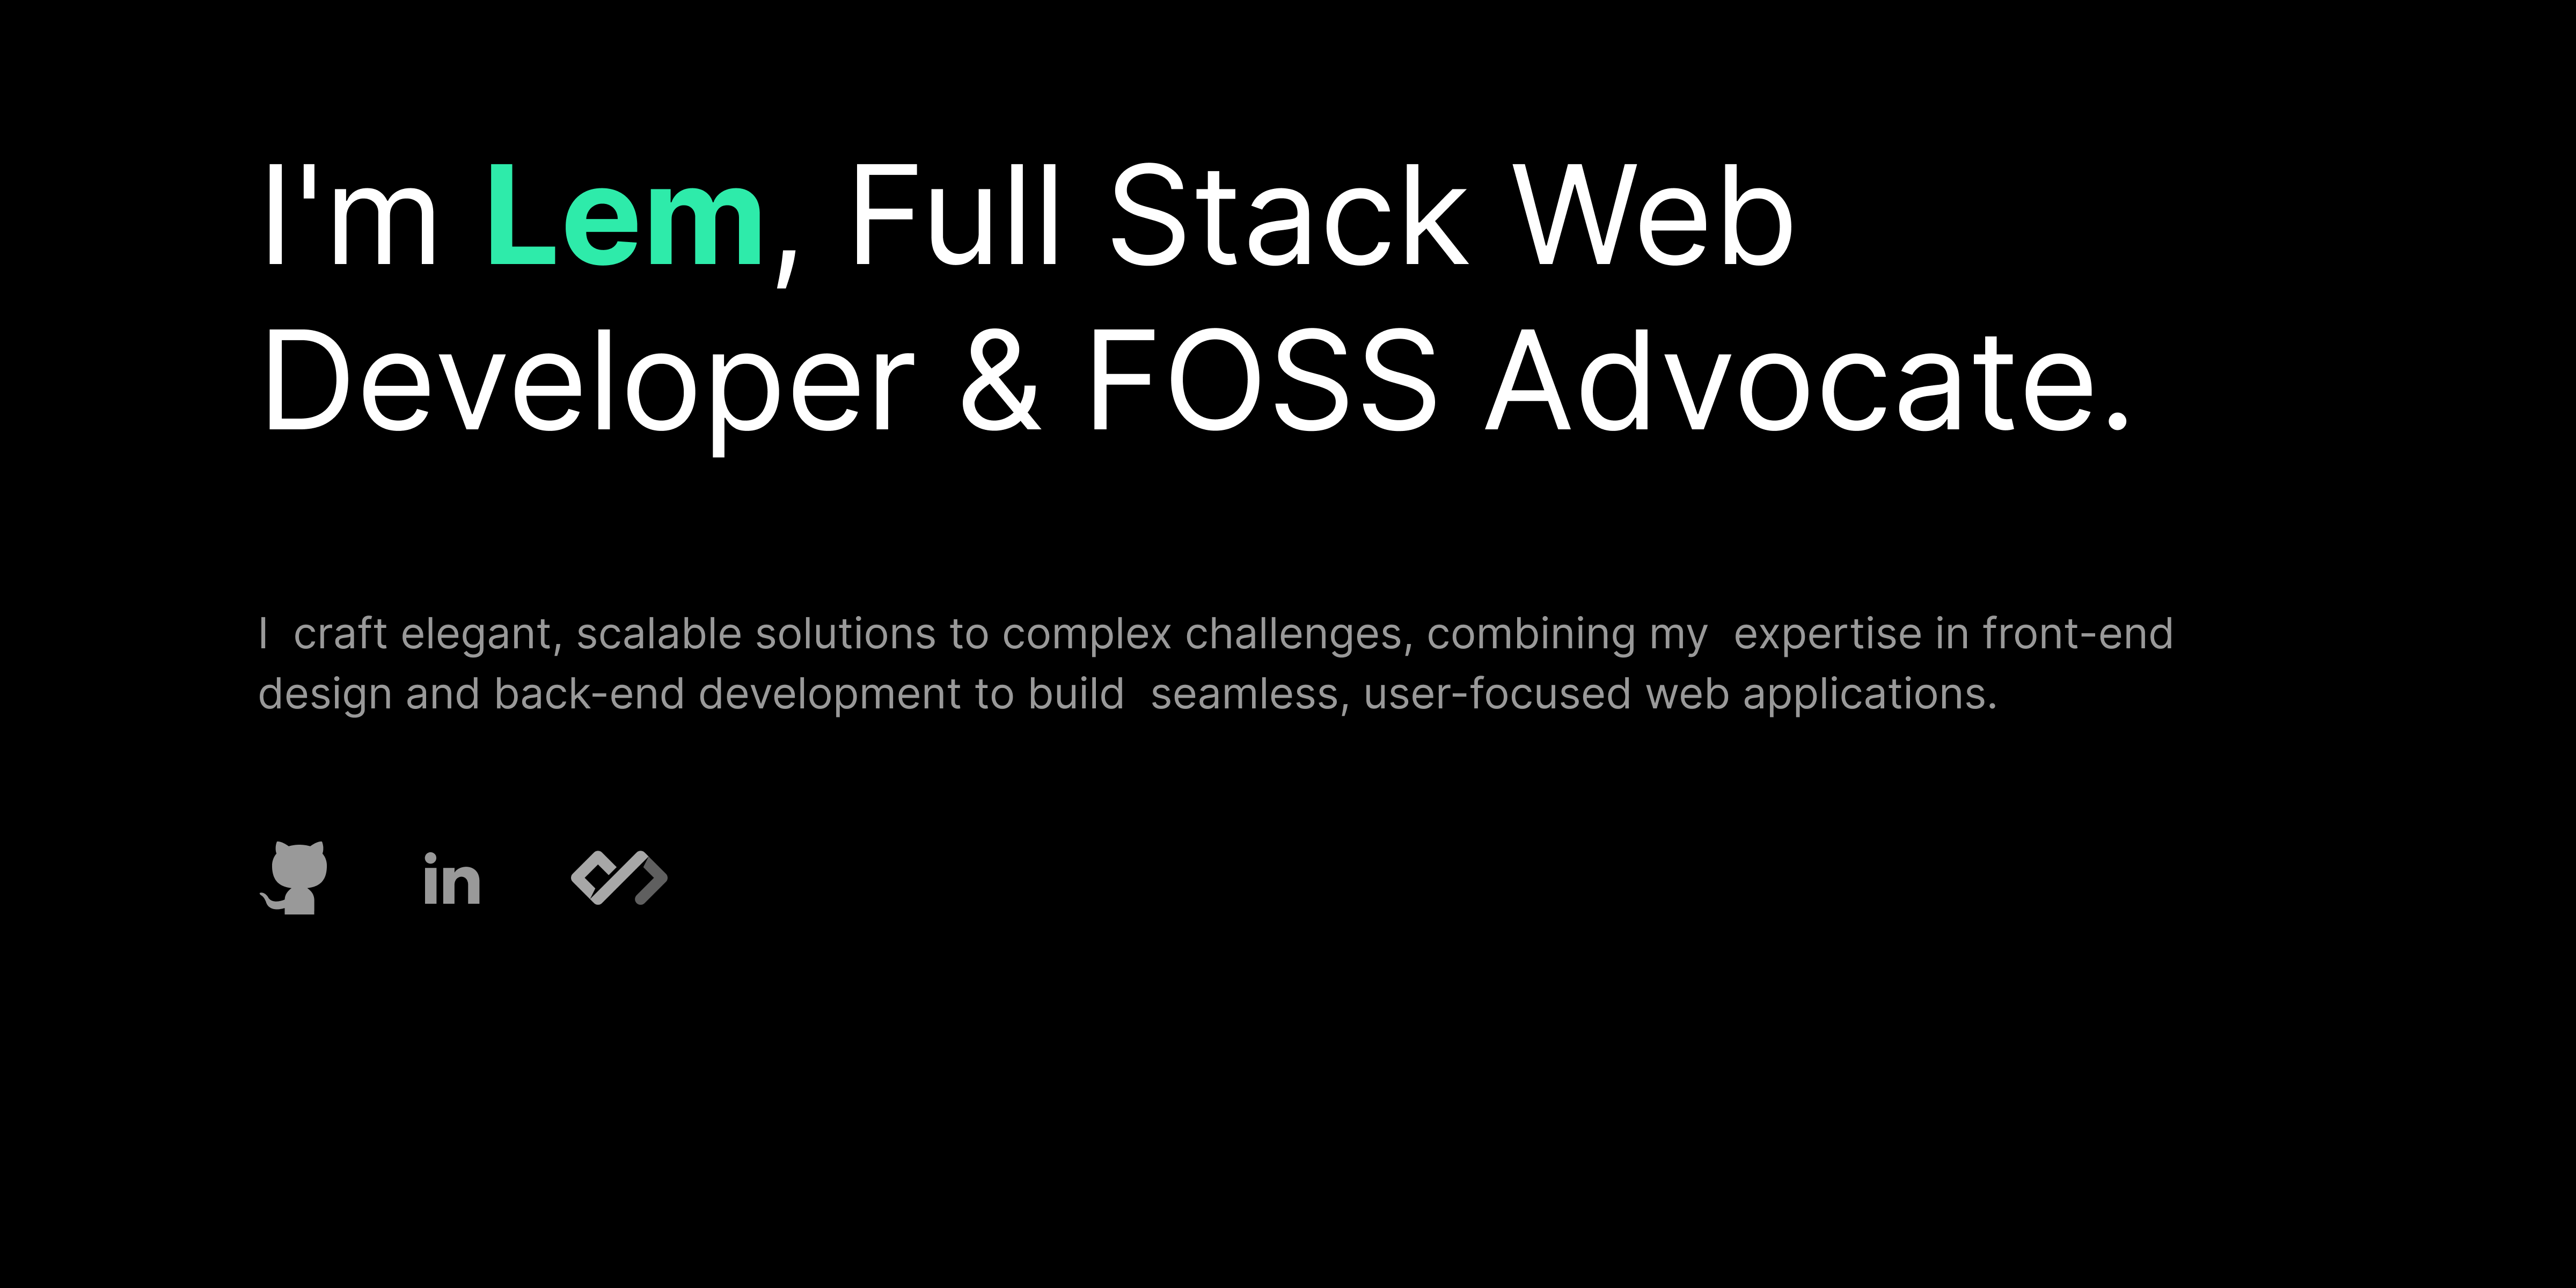 I'm Lem, Full Stack Web
Developer & FOSS Advocate.
I  craft elegant, scalable solutions to complex challenges, combining my  expertise in front-end
design and back-end development to build  seamless, user-focused web applications.
in